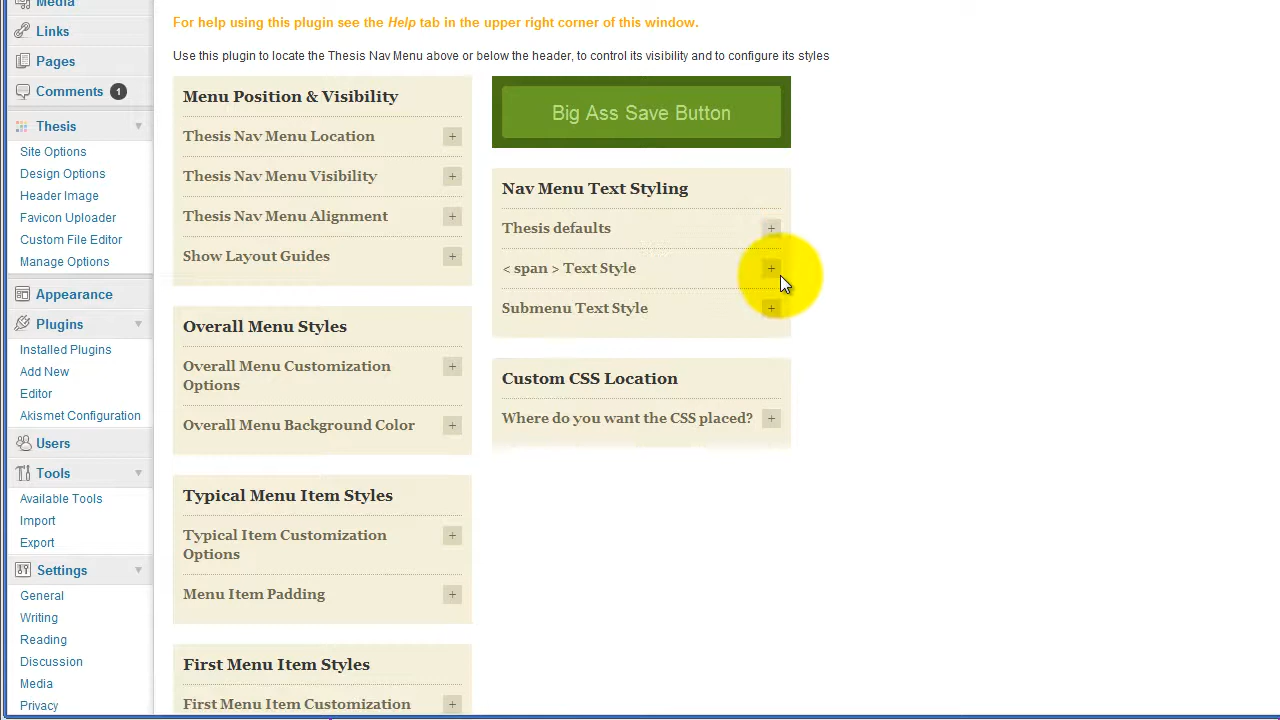 Media
Links
Pages
Comments 1
Thesis
Site Options
Design Options
Header Image
Favicon Uploader
Custom File Editor
Manage Options
Appearance
Plugins
Installed Plugins
Add New
Editor
Akismet Configuration
Users
Tools
Available Tools
Import
Export
Settings
General
Writing
Reading
Discussion
Media
Privacy
For help using this plugin see the Help tab in the upper right corner of this window.
Use this plugin to locate the Thesis Nav Menu above or below the header, to control its visibility and to configure its styles
Menu Position & Visibility
Thesis Nav Menu Location +
Thesis Nav Menu Visibility +
Thesis Nav Menu Alignment +
Show Layout Guides +
Overall Menu Styles
Overall Menu Customization +
Options
Overall Menu Background Color +
Typical Menu Item Styles
Typical Item Customization +
Options
Menu Item Padding +
First Menu Item Styles
First Menu Item Customization +
Big Ass Save Button
Nav Menu Text Styling
Thesis defaults +
< span > Text Style +
Submenu Text Style +
Custom CSS Location
Where do you want the CSS placed? +